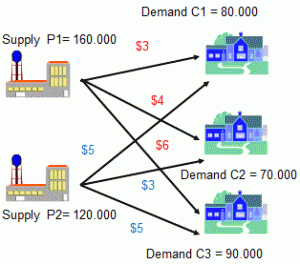 Demand C1 = 80.000
Supply P1= 160.000
$3
$4
$5
$6
$3
Demand C2 = 70.000
Supply P2= 120.000
$5
Demand C3 = 90.000